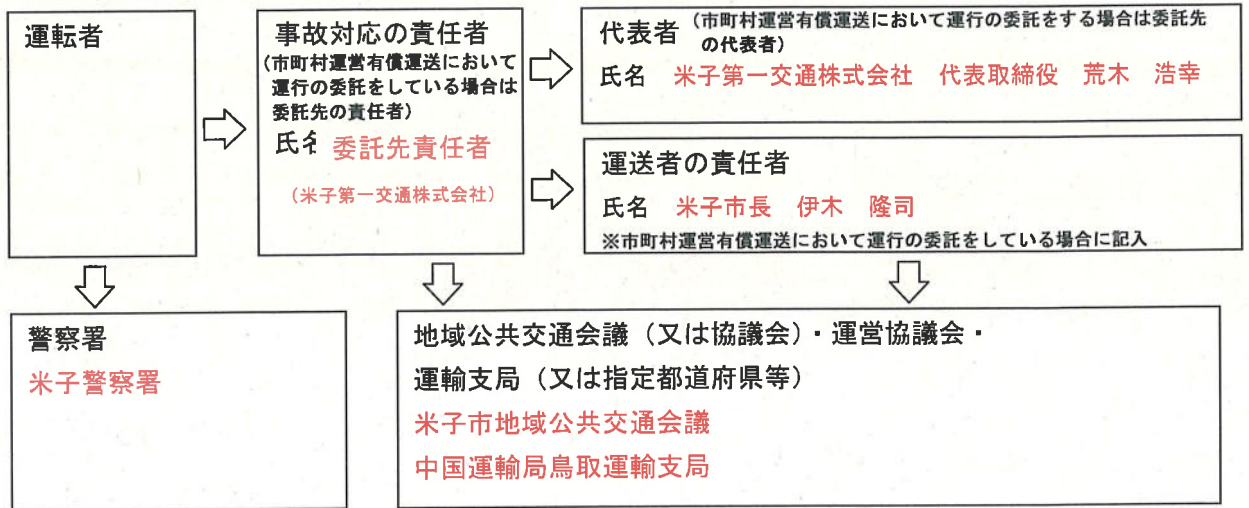 運転者
事故対応の責任者
(市町村運営有償運送において
運行の委託をしている場合は
委託先の責任者)
氏名 委託先責任者
(米子第一交通株式会社)
代表者 (市町村運営有償運送において運行の委託をする場合は委託先
の代表者)
氏名 米子第一交通株式会社 代表取締役 荒木 浩幸
運送者の責任者
氏名 米子市長 伊木 隆司
※市町村運営有償運送において運行の委託をしている場合に記入
警察署
米子警察署
地域公共交通会議(又は協議会)・運営協議会・
運輸支局(又は指定都道府県等)
米子市地域公共交通会議
中国運輸局鳥取運輸支局